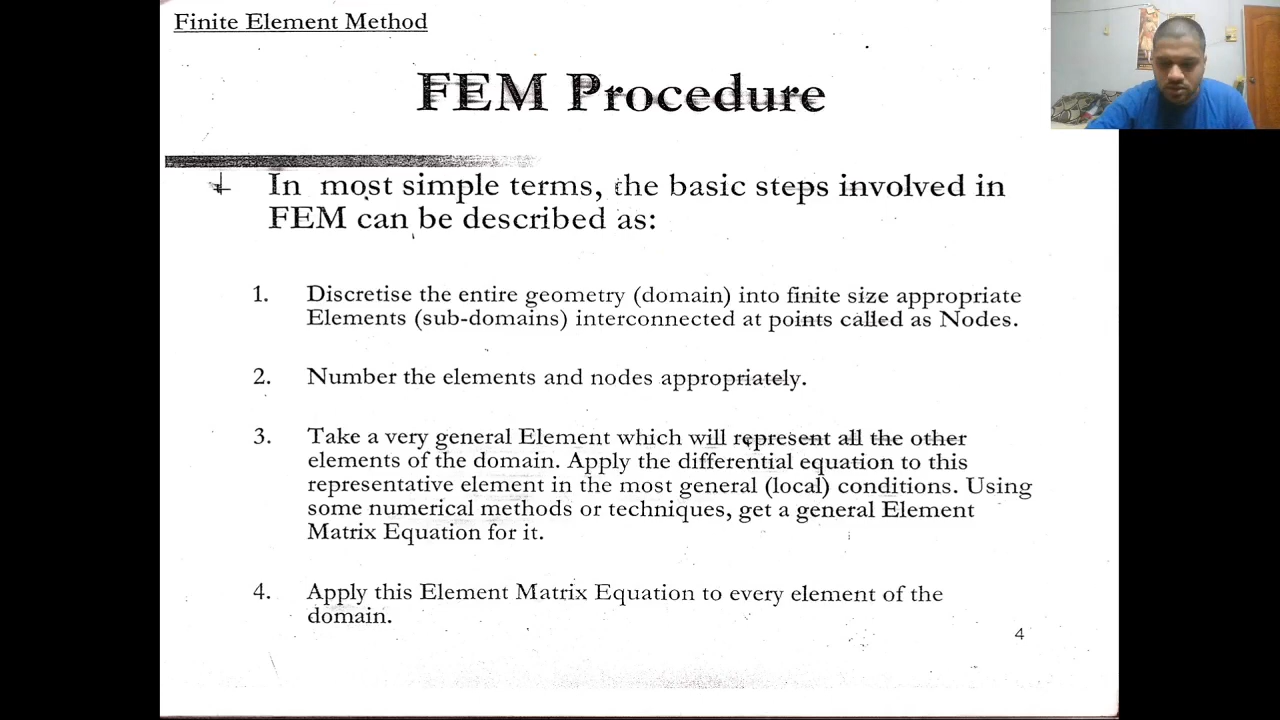 Finite Element Method
FEM Procedure
In most simple terms, the basic steps involved in
FEM can be described as:
1. Discretise the entire geometry (domain) into finite size appropriate
Elements (sub-domains) interconnected at points called as Nodes.
2. Number the elements and nodes appropriately.
3. Take a very general Element which will represent all the other
elements of the domain. Apply the differential equation to this
representative element in the most general (local) conditions. Using
some numerical methods or techniques, get a general Element
Matrix Equation for it.
4. Apply this Element Matrix Equation to every element of the
domain.
4